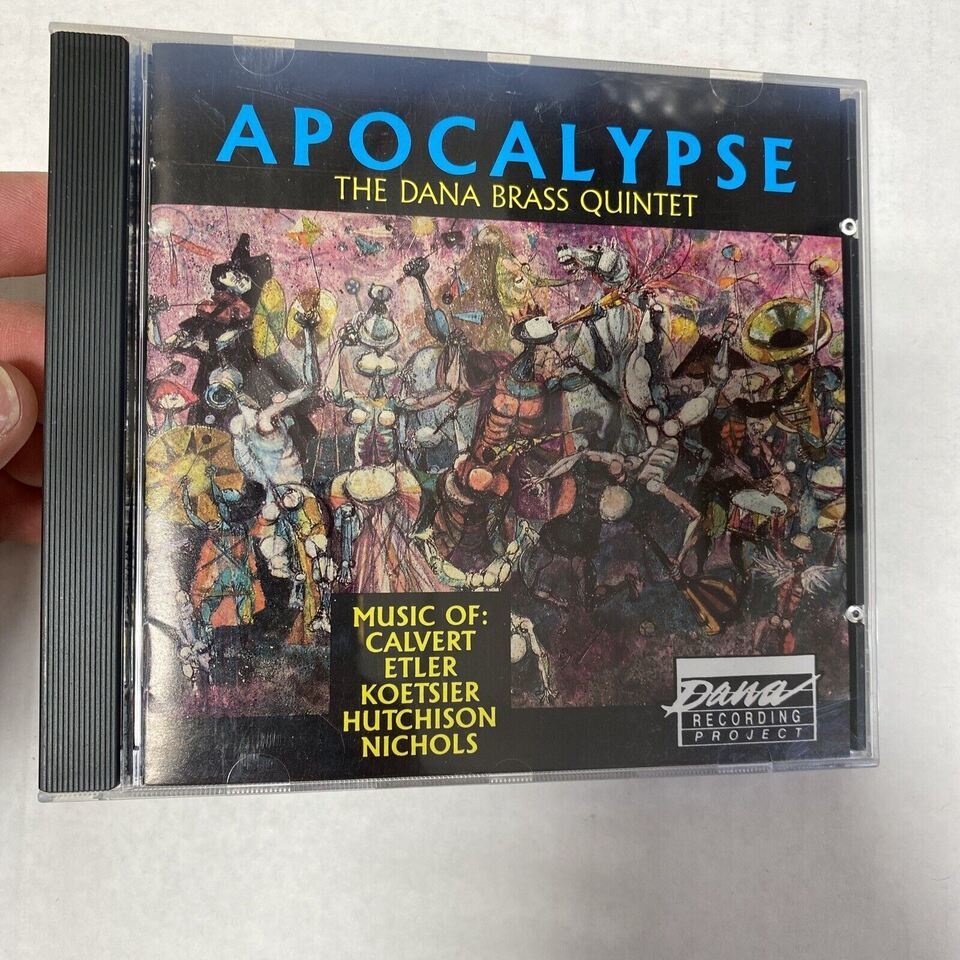 APOCALYPSE
THE DANA BRASS QUINTET
MUSIC OF:
CALVERT
ETLER
KOETSIER
HUTCHISON
NICHOLS
Dana
RECORDING
PROJECT